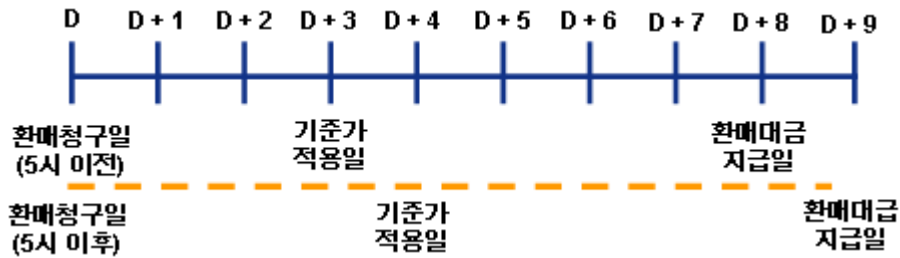 D D + 1 D + 2 D + 3 D + 4 D + 5 D + 6 D + 7 D + 8 D + 9
환매청구일 기준가 환매대금
(5시 이전) 적용일 지급일
환매청구일 기준가 환매대급
(5시 이후) 적용일 지급일